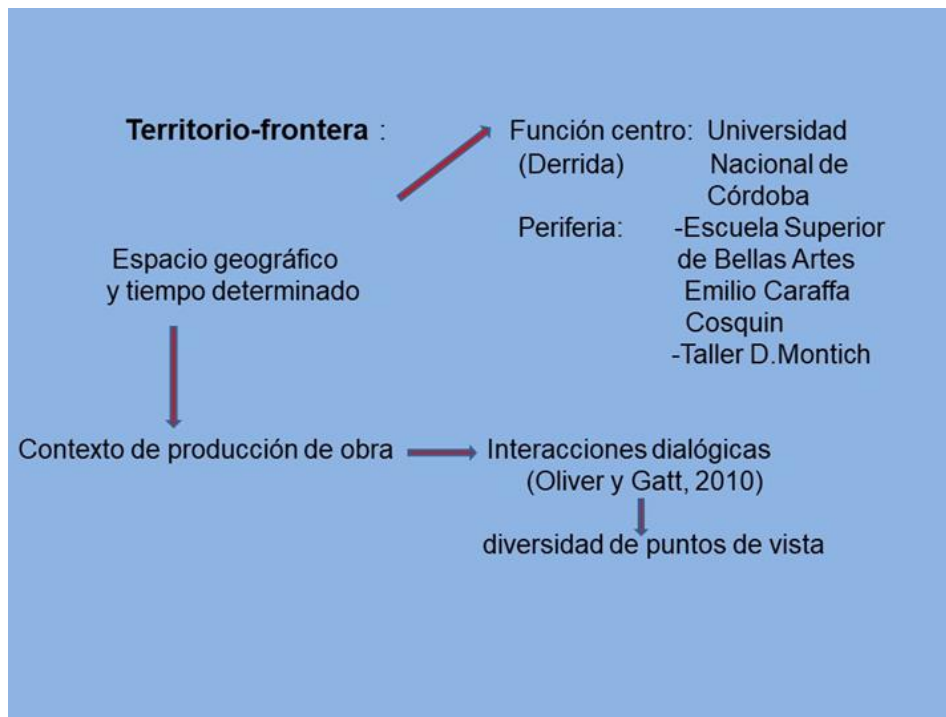 Territorio-frontera :
Función centro: Universidad
(Derrida) Nacional de
Córdoba
Periferia: -Escuela Superior
de Bellas Artes
Emilio Caraffa
Cosquin
-Taller D.Montich
Espacio geográfico
y tiempo determinado
Contexto de producción de obra
Interacciones dialógicas
(Oliver y Gatt, 2010)
diversidad de puntos de vista